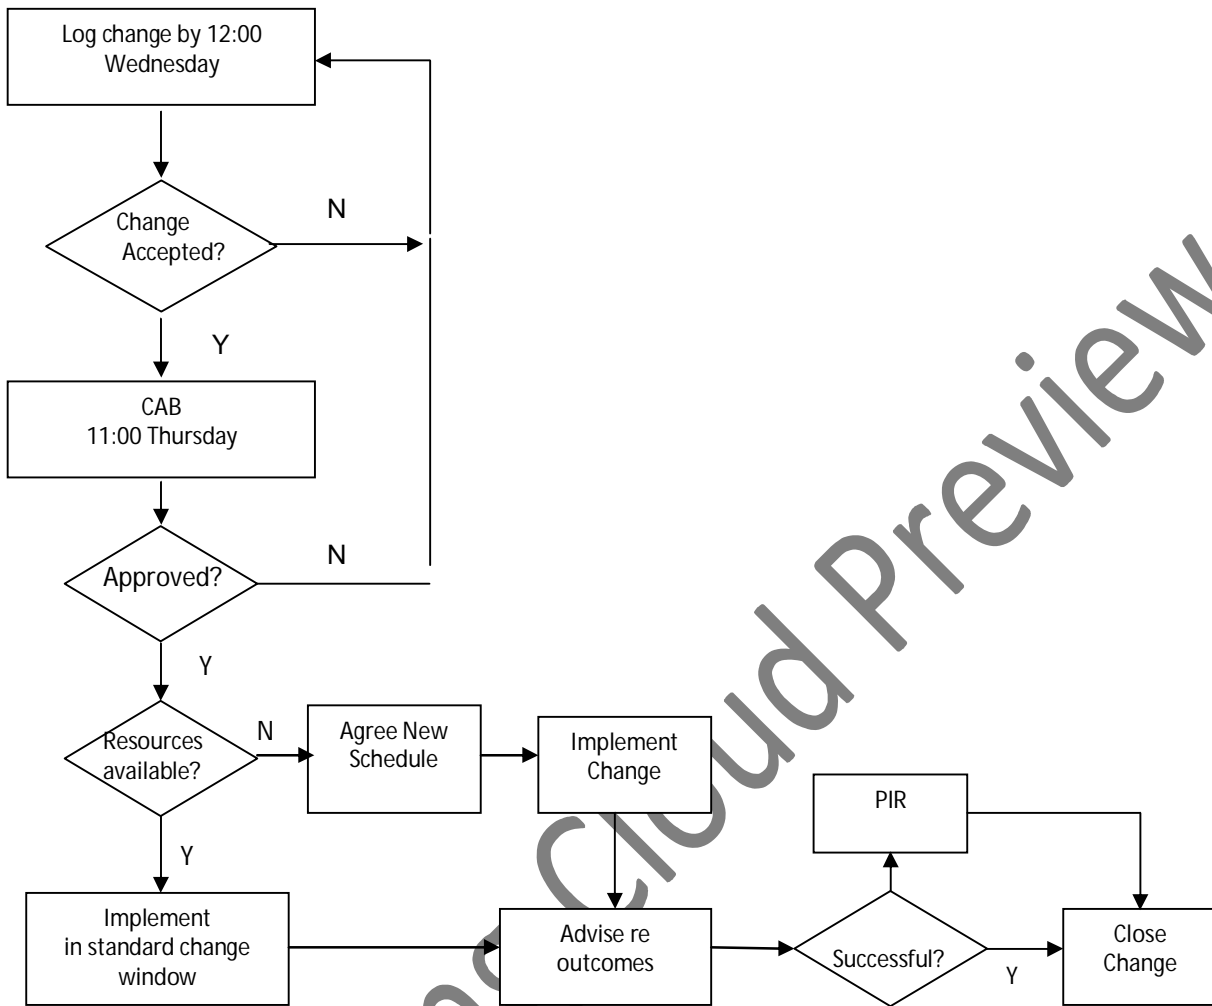 Log change by 12:00
Wednesday
Change
Accepted?
N
Y
CAB
11:00 Thursday
Approved?
N
Y
Resources
available?
N
Agree New
Schedule
Implement
Change
Y
Implement
in standard change
window
Advise re
outcomes
PIR
Successful?
Y
Close
Change
Cloud Preview